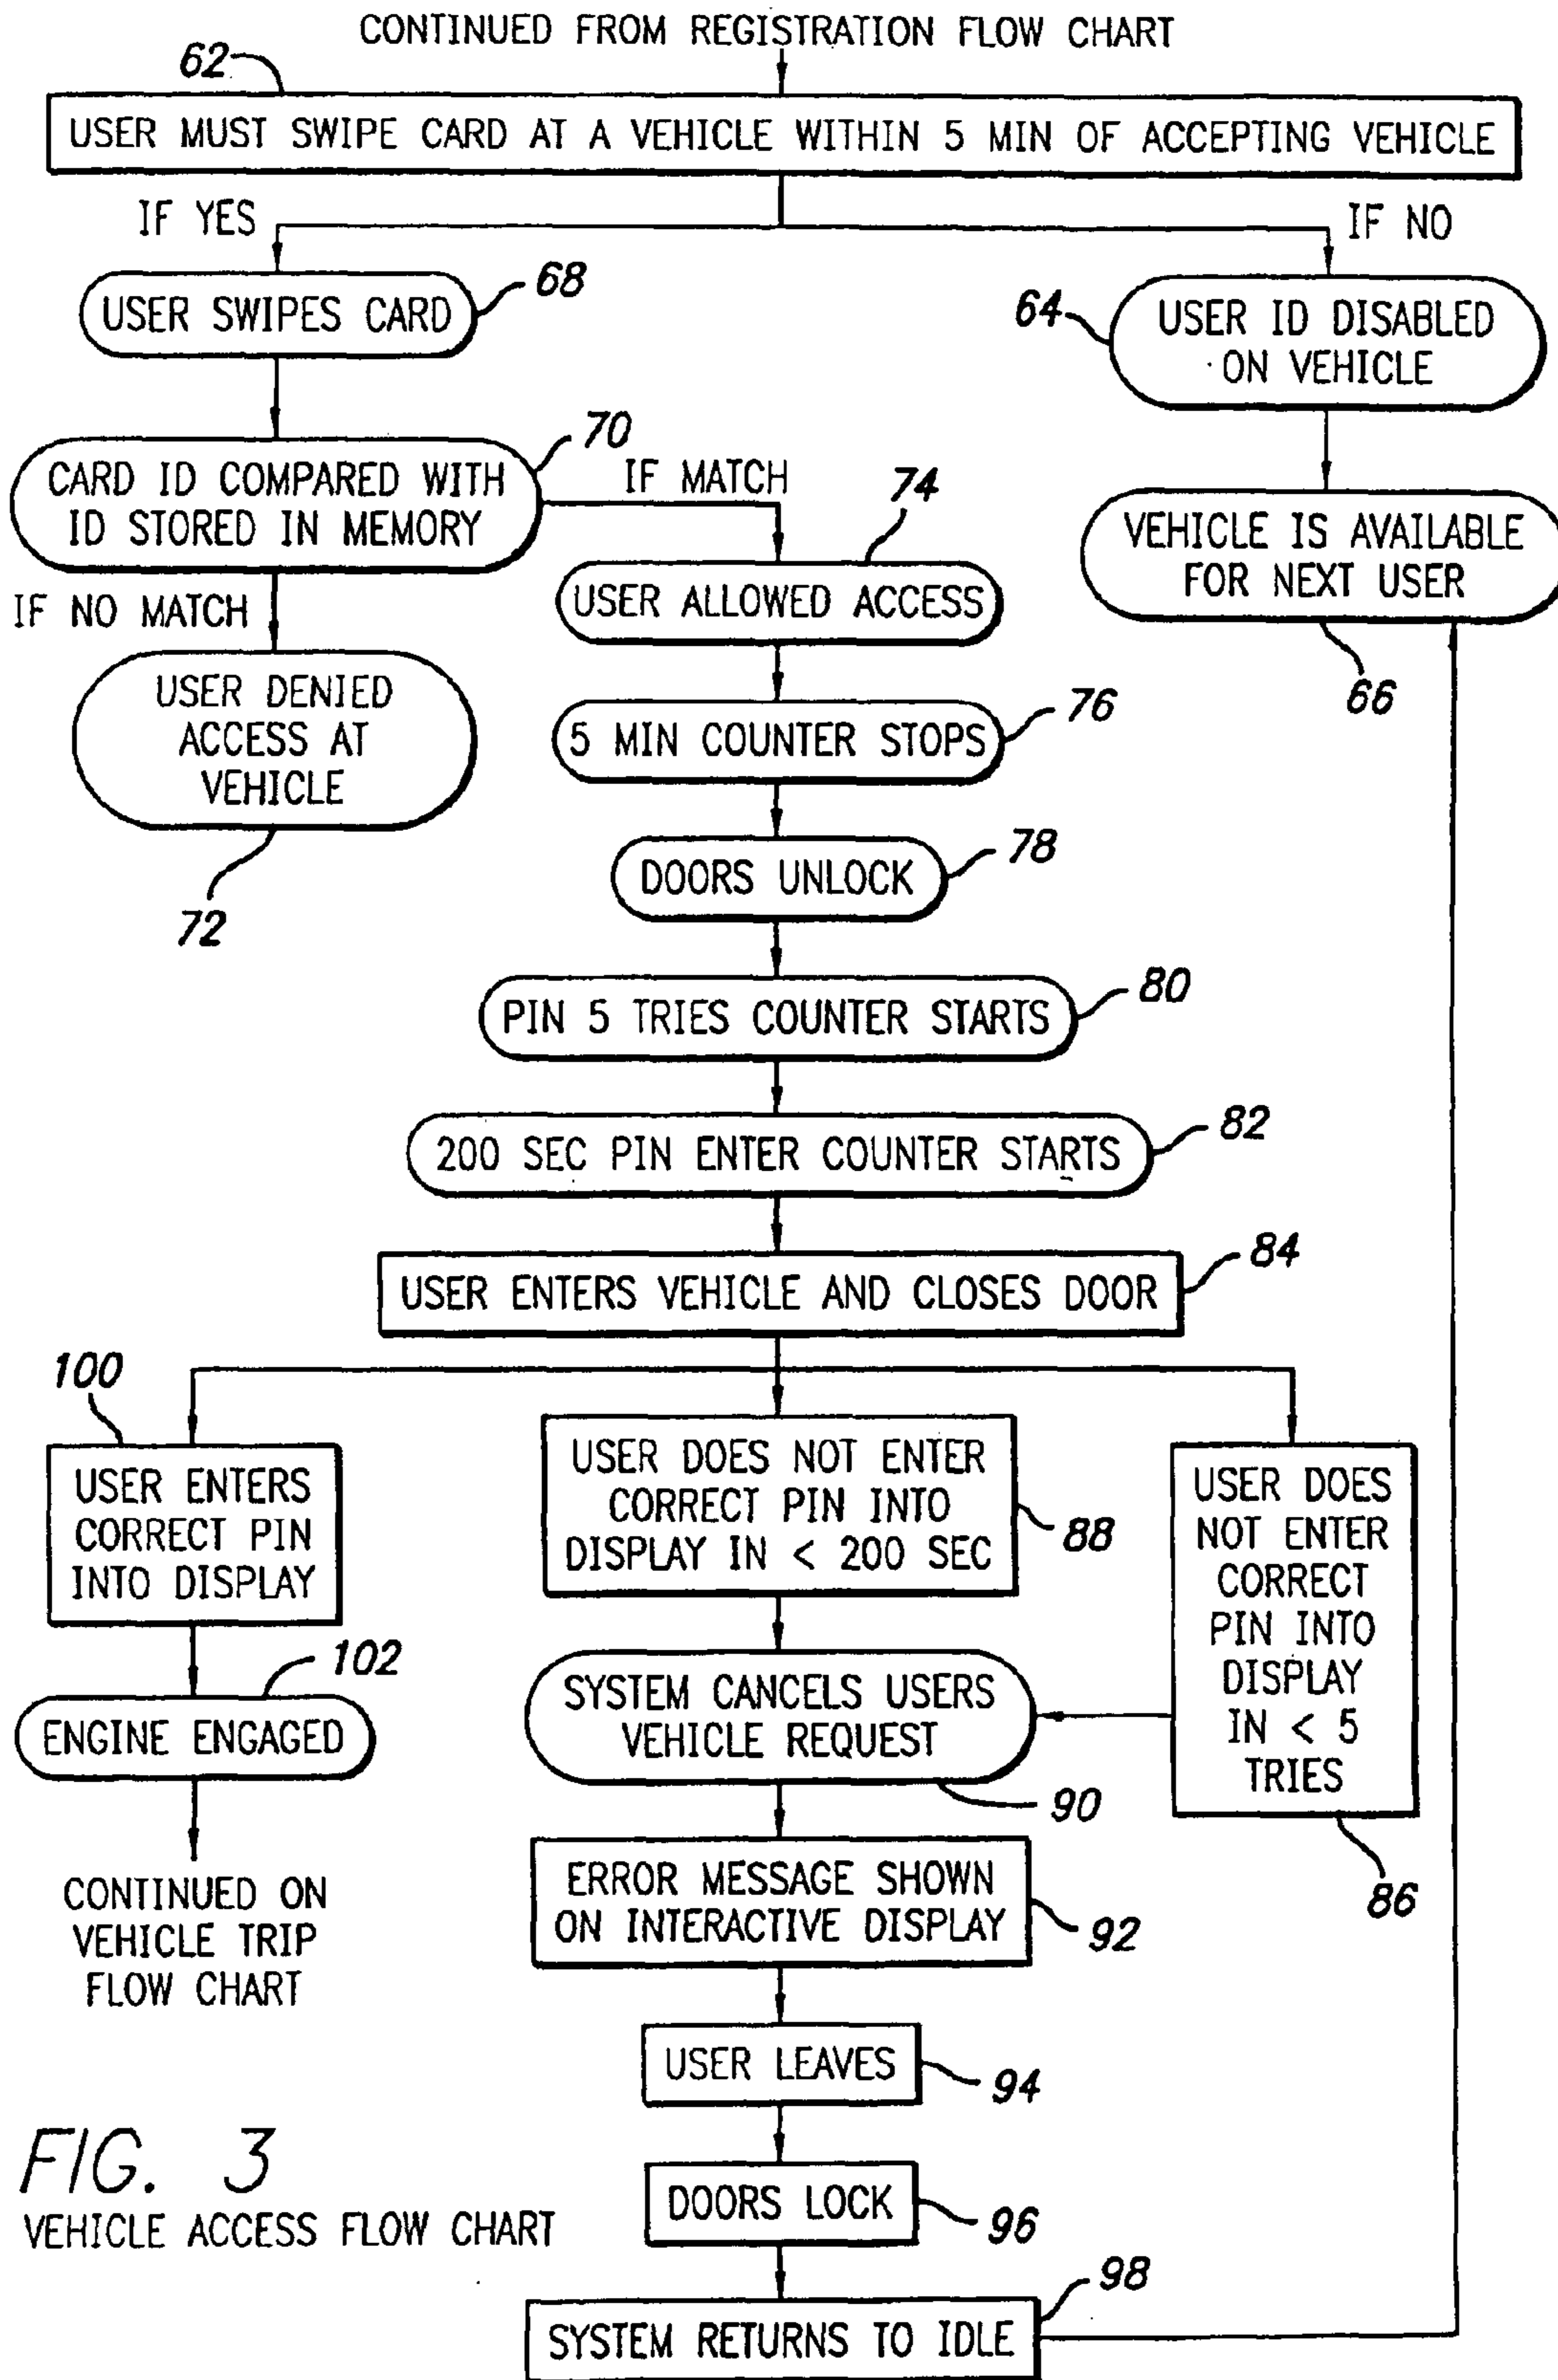 CONTINUED FROM REGISTRATION FLOW CHART
62
USER MUST SWIPE CARD AT A VEHICLE WITHIN 5 MIN OF ACCEPTING VEHICLE
IF YES
IF NO
USER SWIPES CARD
68
64
USER ID DISABLED
ON VEHICLE
70
CARD ID COMPARED WITH
ID STORED IN MEMORY
IF MATCH
74
VEHICLE IS AVAILABLE
FOR NEXT USER
66
IF NO MATCH
USER ALLOWED ACCESS
USER DENIED
ACCESS AT
VEHICLE
72
5 MIN COUNTER STOPS
76
DOORS UNLOCK
78
PIN 5 TRIES COUNTER STARTS
80
200 SEC PIN ENTER COUNTER STARTS
82
USER ENTERS VEHICLE AND CLOSES DOOR
84
100
USER ENTERS
CORRECT PIN
INTO DISPLAY
USER DOES NOT ENTER
CORRECT PIN INTO
DISPLAY IN < 200 SEC
88
USER DOES
NOT ENTER
CORRECT
PIN INTO
DISPLAY
IN < 5
TRIES
86
102
ENGINE ENGAGED
SYSTEM CANCELS USERS
VEHICLE REQUEST
90
CONTINUED ON
VEHICLE TRIP
FLOW CHART
ERROR MESSAGE SHOWN
ON INTERACTIVE DISPLAY
92
USER LEAVES
94
DOORS LOCK
96
98
SYSTEM RETURNS TO IDLE
FIG. 3
VEHICLE ACCESS FLOW CHART